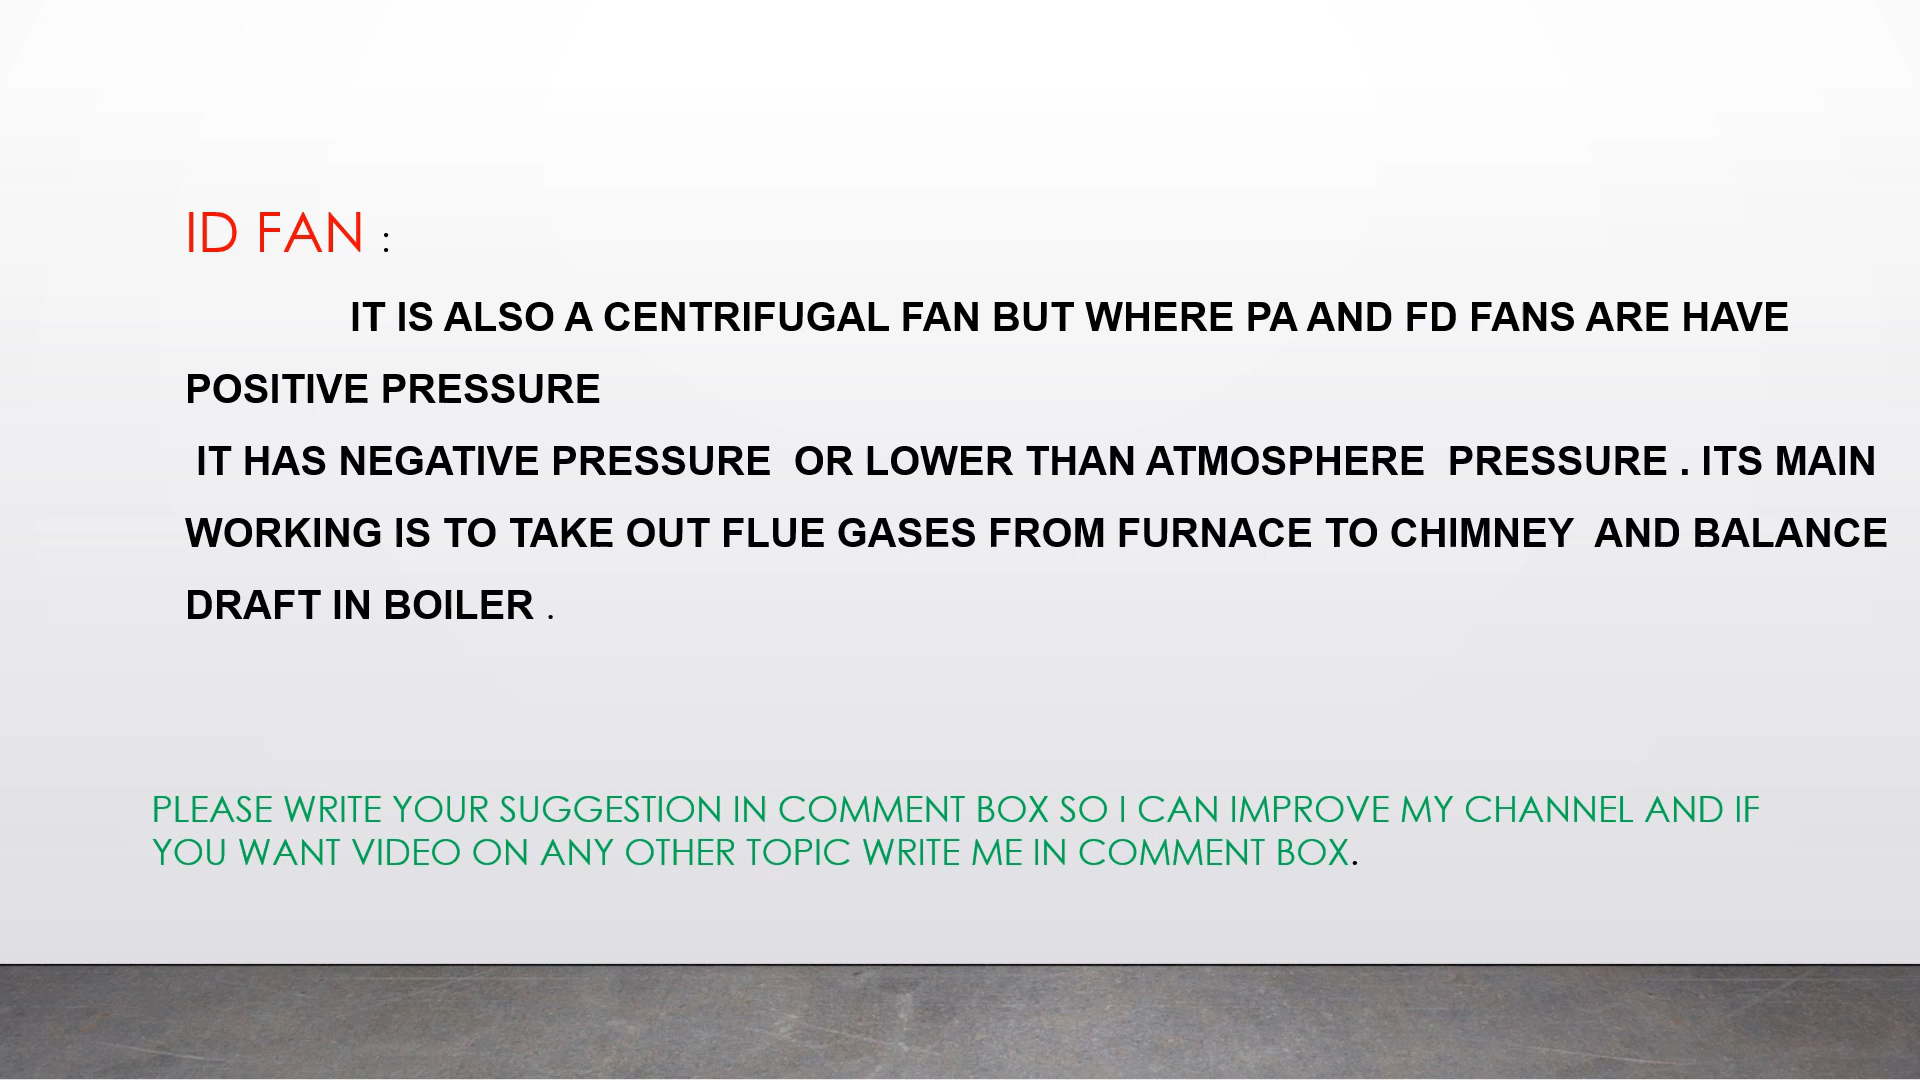 ID FAN :
IT IS ALSO A CENTRIFUGAL FAN BUT WHERE PA AND FD FANS ARE HAVE
POSITIVE PRESSURE
IT HAS NEGATIVE PRESSURE OR LOWER THAN ATMOSPHERE PRESSURE . ITS MAIN
WORKING IS TO TAKE OUT FLUE GASES FROM FURNACE TO CHIMNEY AND BALANCE
DRAFT IN BOILER .
PLEASE WRITE YOUR SUGGESTION IN COMMENT BOX SO I CAN IMPROVE MY CHANNEL AND IF
YOU WANT VIDEO ON ANY OTHER TOPIC WRITE ME IN COMMENT BOX.